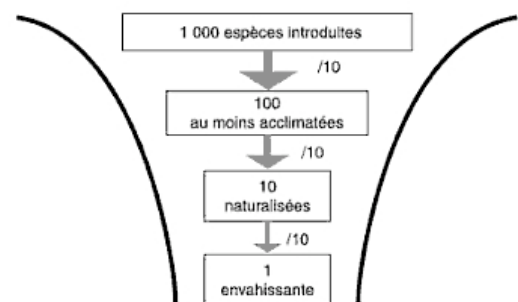 1 000 espèces introduites
/10
100
au moins acclimatées
/10
10
naturalisées
/10
1
envahissante